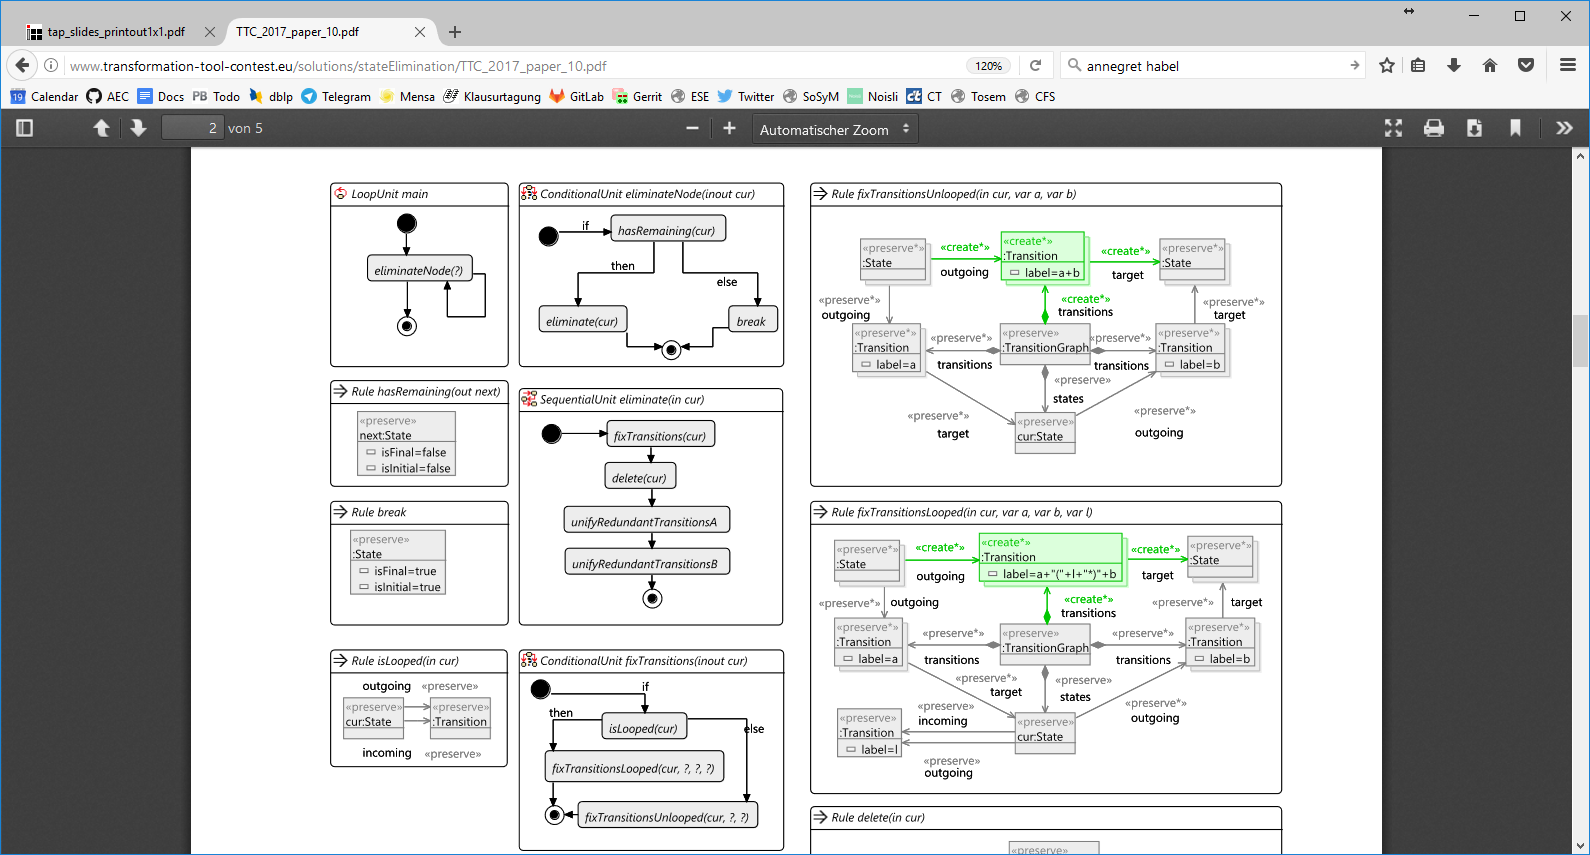 tap_slides_printout1x1.pdf
TTC_2017_paper_10.pdf
www.transformation-tool-contest.eu/solutions/stateElimination/TTC_2017_paper_10.pdf
120%
annegret habel
19 Calendar AEC Docs PB Todo dblp Telegram Mensa Klausurtagung GitLab Gerrit ESE Twitter SoSyM Noisli ct CT Tosem CFS
2 von 5
Automatischer Zoom
LoopUnit main
eliminateNode(?)
ConditionalUnit eliminateNode(inout cur)
if
hasRemaining(cur)
then
else
eliminate(cur)
break
Rule hasRemaining(out next)
«preserve»
next:State
isFinal=false
isInitial=false
SequentialUnit eliminate(in cur)
fixTransitions(cur)
delete(cur)
unifyRedundantTransitionsA
unifyRedundantTransitionsB
Rule break
«preserve»
:State
isFinal=true
isInitial=true
Rule isLooped(in cur)
outgoing «preserve»
«preserve» «preserve»
cur:State :Transition
incoming «preserve»
ConditionalUnit fixTransitions(inout cur)
if
then
isLooped(cur)
else
fixTransitionsLooped(cur, ?, ?, ?)
fixTransitionsUnlooped(cur, ?, ?)
Rule fixTransitionsUnlooped(in cur, var a, var b)
«preserve*» «create*» «create*» «create*» «preserve*»
:State :Transition :State
outgoing label=a+b target
«preserve*» «create*» «preserve*»
outgoing transitions target
«preserve*» «preserve» «preserve*»
:Transition «preserve*» :TransitionGraph «preserve*» :Transition
label=a transitions transitions label=b
«preserve»
states
«preserve*» «preserve*»
target cur:State outgoing
«preserve»
Rule fixTransitionsLooped(in cur, var a, var b, var l)
«preserve*» «create*» «create*» «create*» «preserve*»
:State :Transition :State
outgoing label=a+"("+l+"*)"+b target
«preserve*» outgoing «create*» «preserve*» target
transitions
«preserve*» «preserve*» «preserve» «preserve*» «preserve*»
:Transition :TransitionGraph :Transition
label=a transitions transitions label=b
«preserve*» «preserve» «preserve*»
target states outgoing
«preserve» «preserve»
incoming «preserve»
:Transition cur:State
label=l
«preserve»
outgoing
Rule delete(in cur)
«preserve»